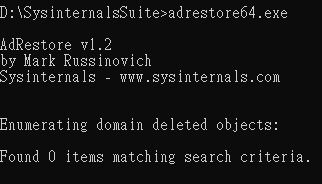 D:\SysinternalsSuite>adrestore64.exe
AdRestore v1.2
by Mark Russinovich
Sysinternals - www.sysinternals.com
Enumerating domain deleted objects:
Found 0 items matching search criteria.